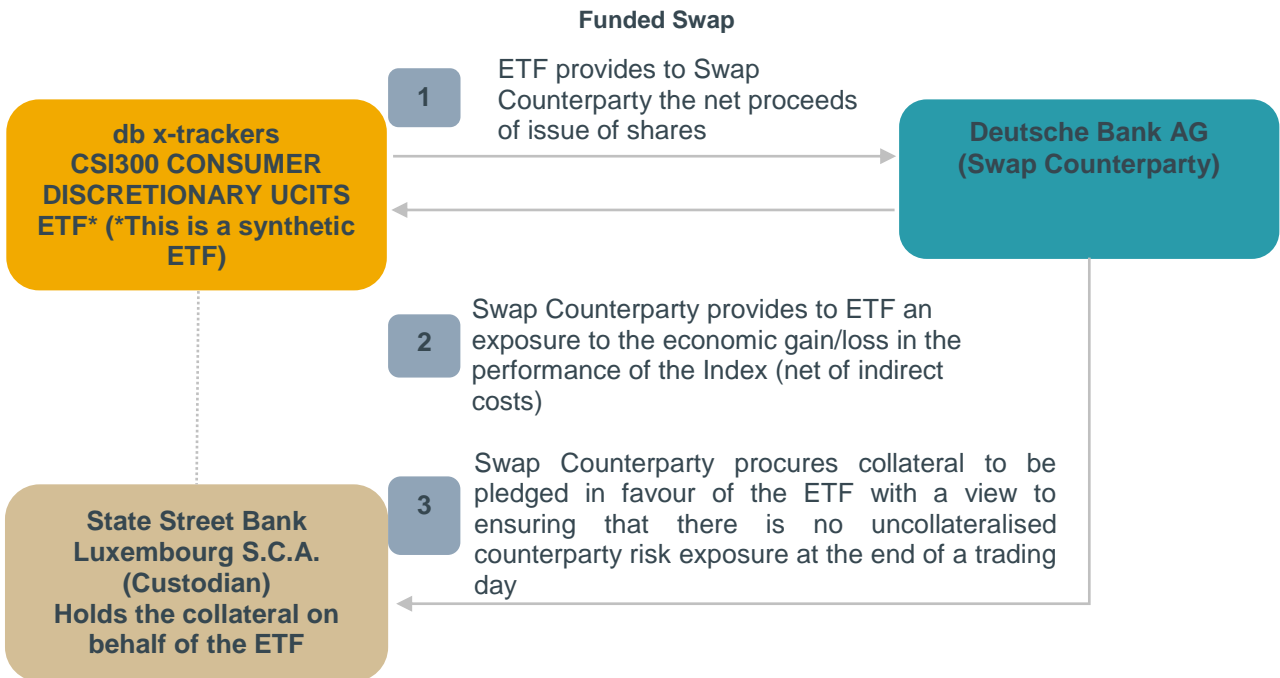 Funded Swap
1
ETF provides to Swap
Counterparty the net proceeds
of issue of shares
db x-trackers
CSI300 CONSUMER
DISCRETIONARY UCITS
ETF* (*This is a synthetic
ETF)
Deutsche Bank AG
(Swap Counterparty)
2
Swap Counterparty provides to ETF an
exposure to the economic gain/loss in the
performance of the Index (net of indirect
costs)
3
Swap Counterparty procures collateral to be
pledged in favour of the ETF with a view to
ensuring that there is no uncollateralised
counterparty risk exposure at the end of a trading
day
State Street Bank
Luxembourg S.C.A.
(Custodian)
Holds the collateral on
behalf of the ETF